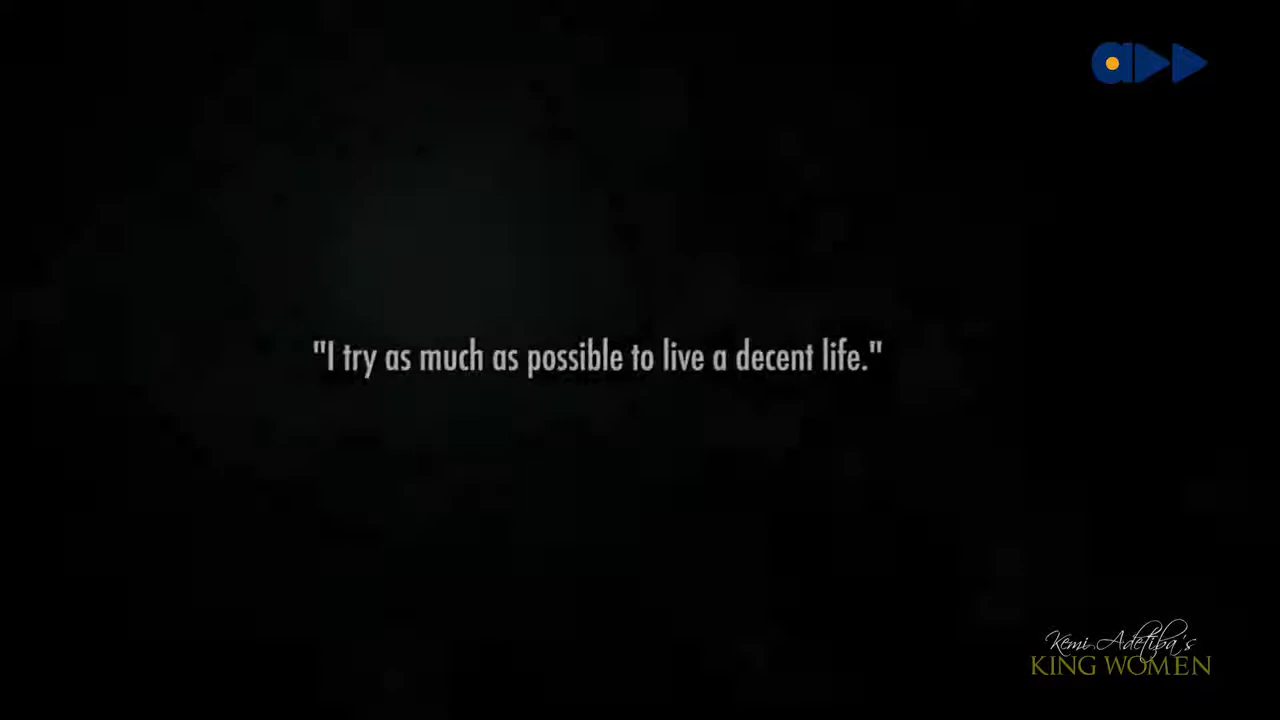 "I try as much as possible to live a decent life."
Kemi Adetiba's
KING WOMEN